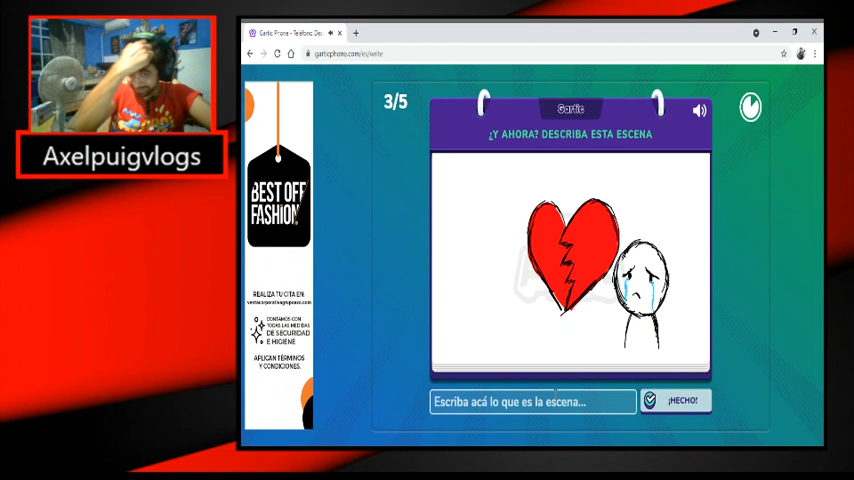 Gartic Phone - Teléfono Des
garticphone.com/es/write
Axelpuigvlogs
3/5
Gartic
¿Y AHORA? DESCRIBA ESTA ESCENA
BEST OFF
FASHION
REALIZA TU CITA EN:
CONTAMOS CON
TODAS LAS MEDIDAS
DE SEGURIDAD
E HIGIENE
APLICAN TÉRMINOS
Y CONDICIONES.
Escriba acá lo que es la escena...
¡HECHO!